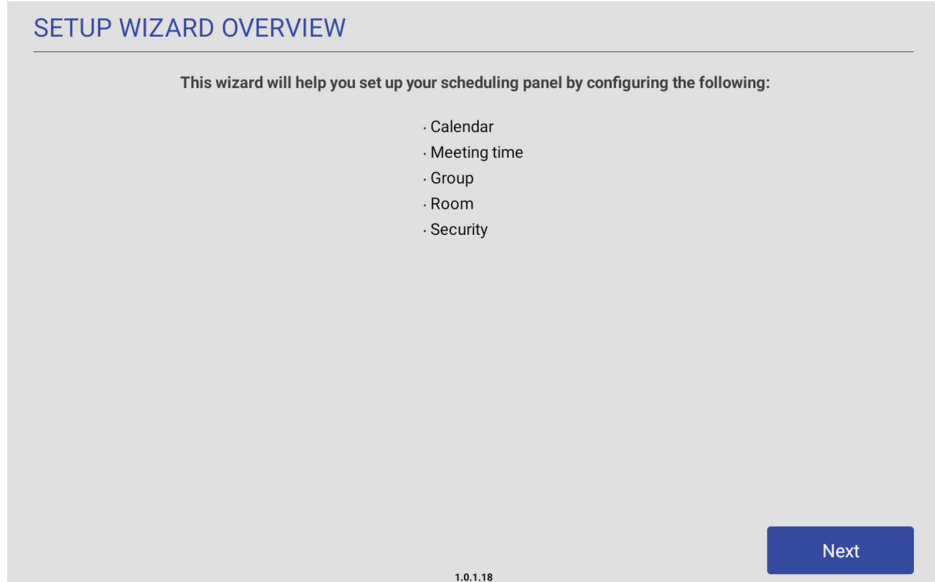 SETUP WIZARD OVERVIEW
This wizard will help you set up your scheduling panel by configuring the following:
· Calendar
· Meeting time
· Group
· Room
· Security
Next
1.0.1.18